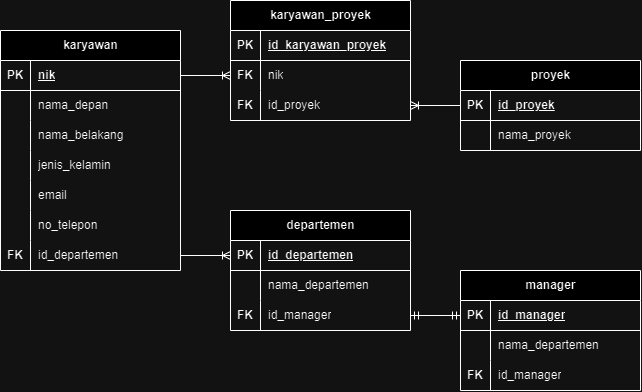 karyawan
PK nik
nama_depan
nama_belakang
jenis_kelamin
email
no_telepon
FK id_departemen
karyawan_proyek
PK id_karyawan_proyek
FK nik
FK id_proyek
proyek
PK id_proyek
nama_proyek
departemen
PK id_departemen
nama_departemen
FK id_manager
manager
PK id_manager
nama_departemen
FK id_manager